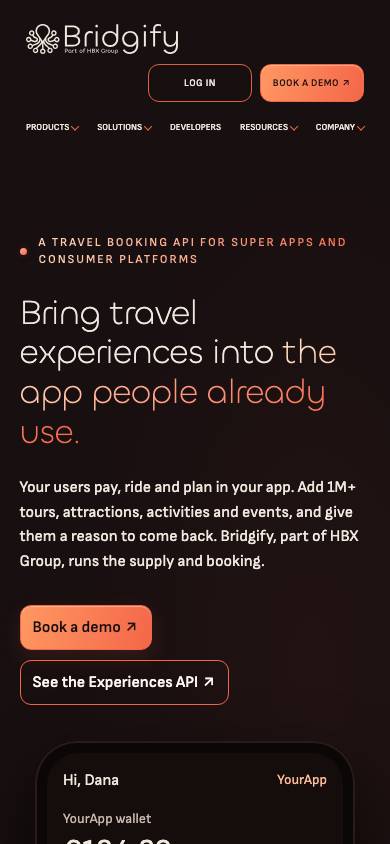 Bridgify
Part of HBX Group
LOG IN
BOOK A DEMO ↗
PRODUCTS
SOLUTIONS
DEVELOPERS
RESOURCES
COMPANY
A TRAVEL BOOKING API FOR SUPER APPS AND
CONSUMER PLATFORMS
Bring travel
experiences into the
app people already
use.
Your users pay, ride and plan in your app. Add 1M+
tours, attractions, activities and events, and give
them a reason to come back. Bridgify, part of HBX
Group, runs the supply and booking.
Book a demo ↗
See the Experiences API ↗
Hi, Dana
YourApp
YourApp wallet